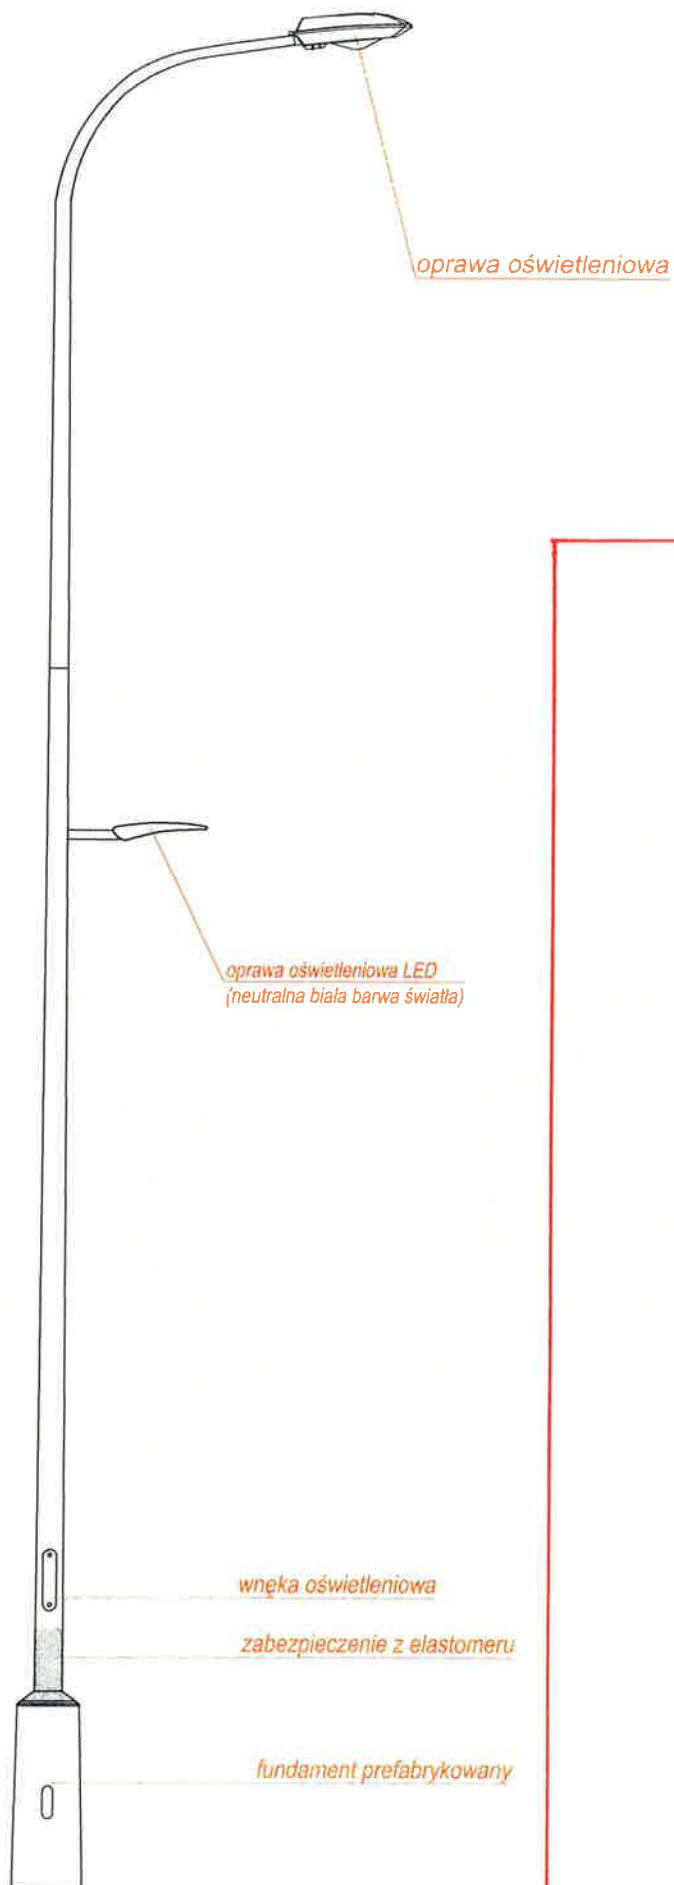 oprawa oświetleniowa
oprawa oświetleniowa LED
(neutralna biała barwa światła)
wnęka oświetleniowa
zabezpieczenie z elastomeru
fundament prefabrykowany